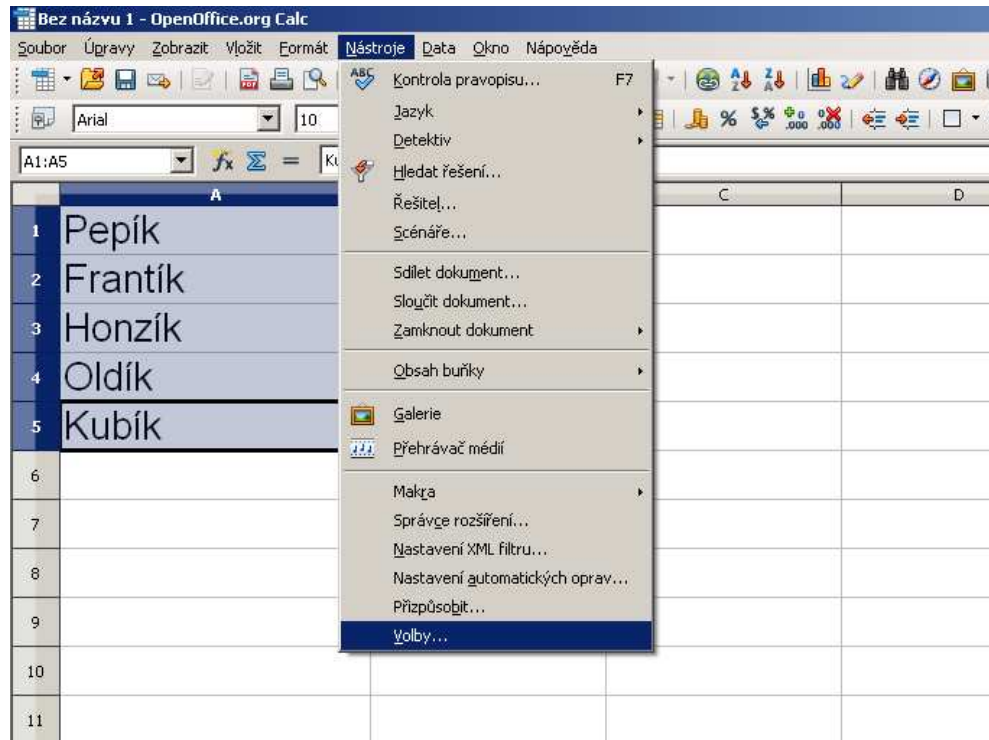 Bez názvu 1 - OpenOffice.org Calc
Soubor Úpravy Zobrazit Vložit Formát Nástroje Data Okno Nápověda
Arial 10
A1:A5
A C D
1 Pepík
2 Frantík
3 Honzík
4 Oldík
5 Kubík
6
7
8
9
10
11
Kontrola pravopisu... F7
Jazyk
Detektiv
Hledat řešení...
Řešitel...
Scénáře...
Sdílet dokument...
Sloučit dokument...
Zamknout dokument
Obsah buňky
Galerie
Přehrávač médií
Makra
Správce rozšíření...
Nastavení XML filtru...
Nastavení automatických oprav...
Přizpůsobit...
Volby...